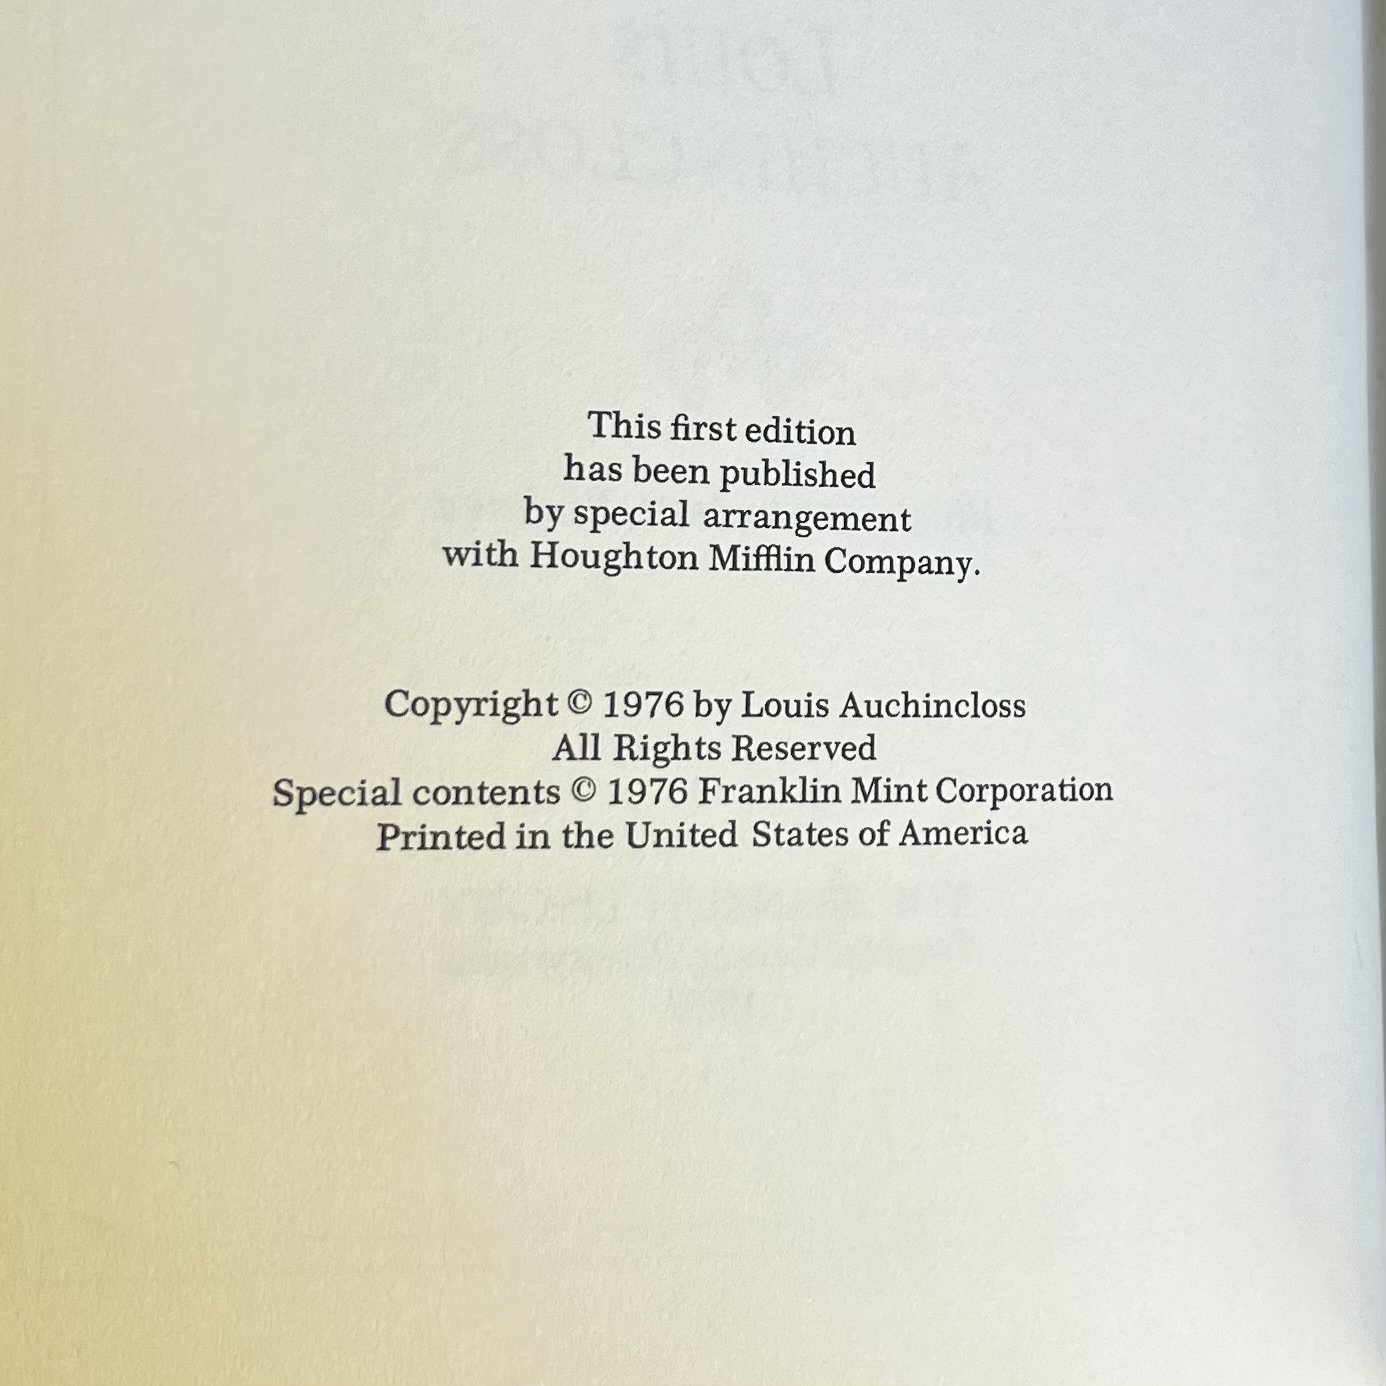 This first edition
has been published
by special arrangement
with Houghton Mifflin Company.
Copyright © 1976 by Louis Auchincloss
All Rights Reserved
Special contents © 1976 Franklin Mint Corporation
Printed in the United States of America